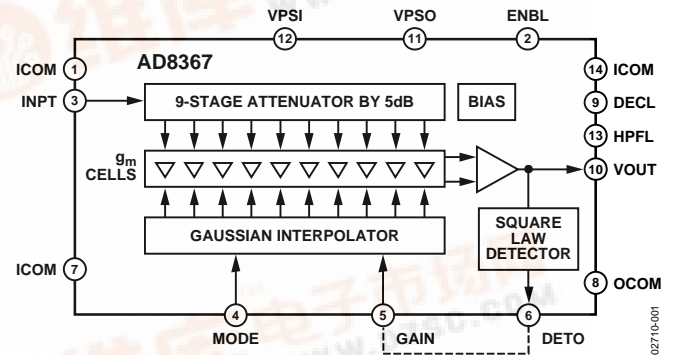 VPSI
VPSO
ENBL
12
11
2
AD8367
ICOM 1
14 ICOM
INPT 3
9-STAGE ATTENUATOR BY 5dB
BIAS
9 DECL
13 HPFL
gm
CELLS
10 VOUT
GAUSSIAN INTERPOLATOR
SQUARE
LAW
DETECTOR
ICOM 7
8 OCOM
4
5
6
MODE
GAIN
DETO
02710-001